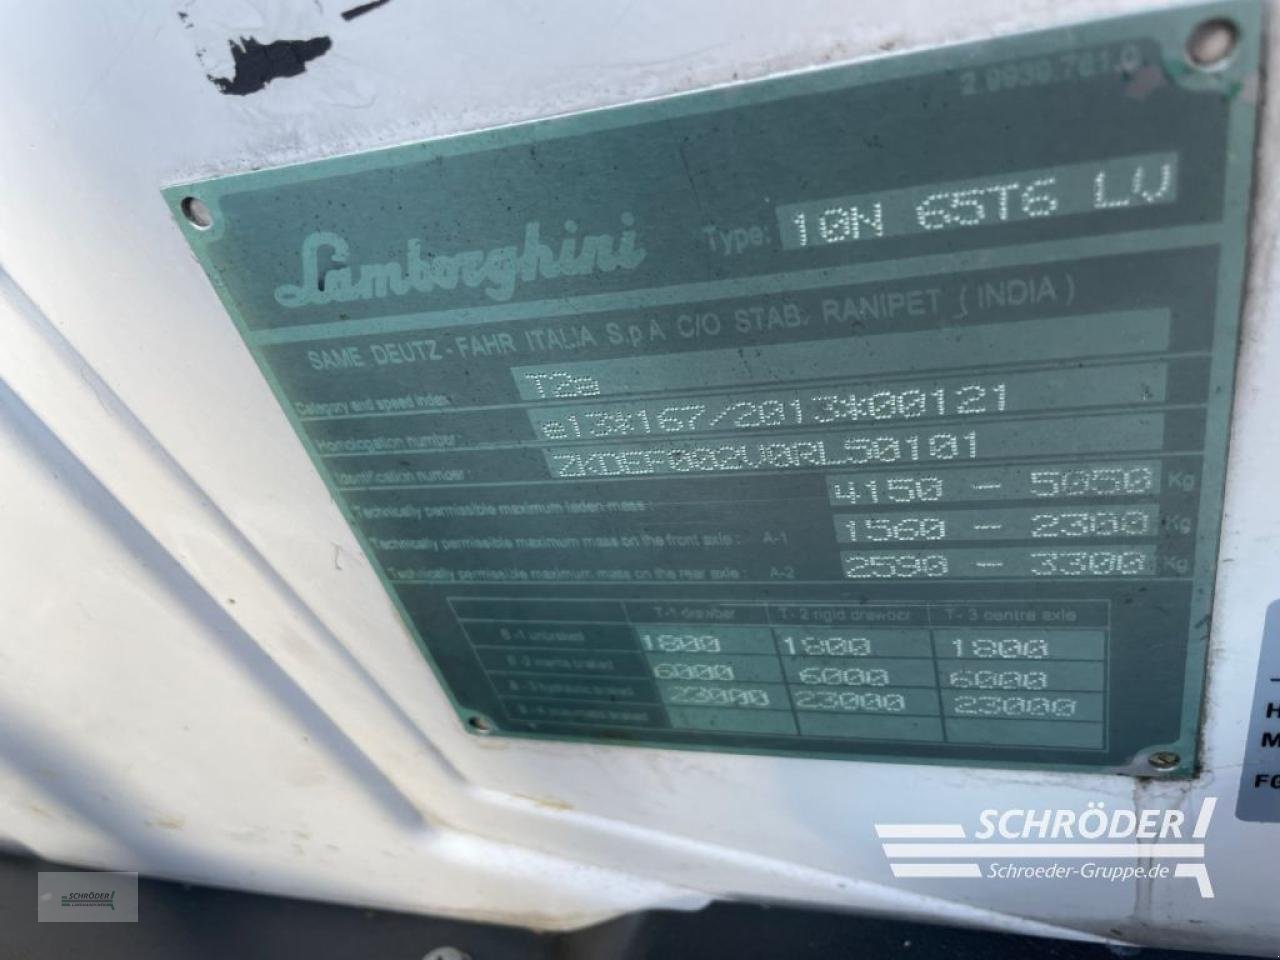 2.9939.761.0
Lamborghini Type: 10N 65T6 LV
SAME DEUTZ - FAHR ITALIA S.p.A C/O STAB. RANIPET ( INDIA )
Category and speed index: T2a
Homologation number: e13*167/2013*00121
Identification number: ZKDEF002V0RL50101
Technically permissible maximum laden mass: 4150 - 5050 Kg
Technically permissible maximum mass on the front axle: A-1 1560 - 2300 Kg
Technically permissible maximum mass on the rear axle: A-2 2590 - 3300 Kg
T-1 drawbar T-2 rigid drawbar T-3 centre axle
B-1 unbraked 1800 1800 1800
B-2 inertia braked 6000 6000 6000
B-3 hydraulic braked 23000 23000 23000
H
M
SCHRÖDER
Schroeder-Gruppe.de
SCHRÖDER